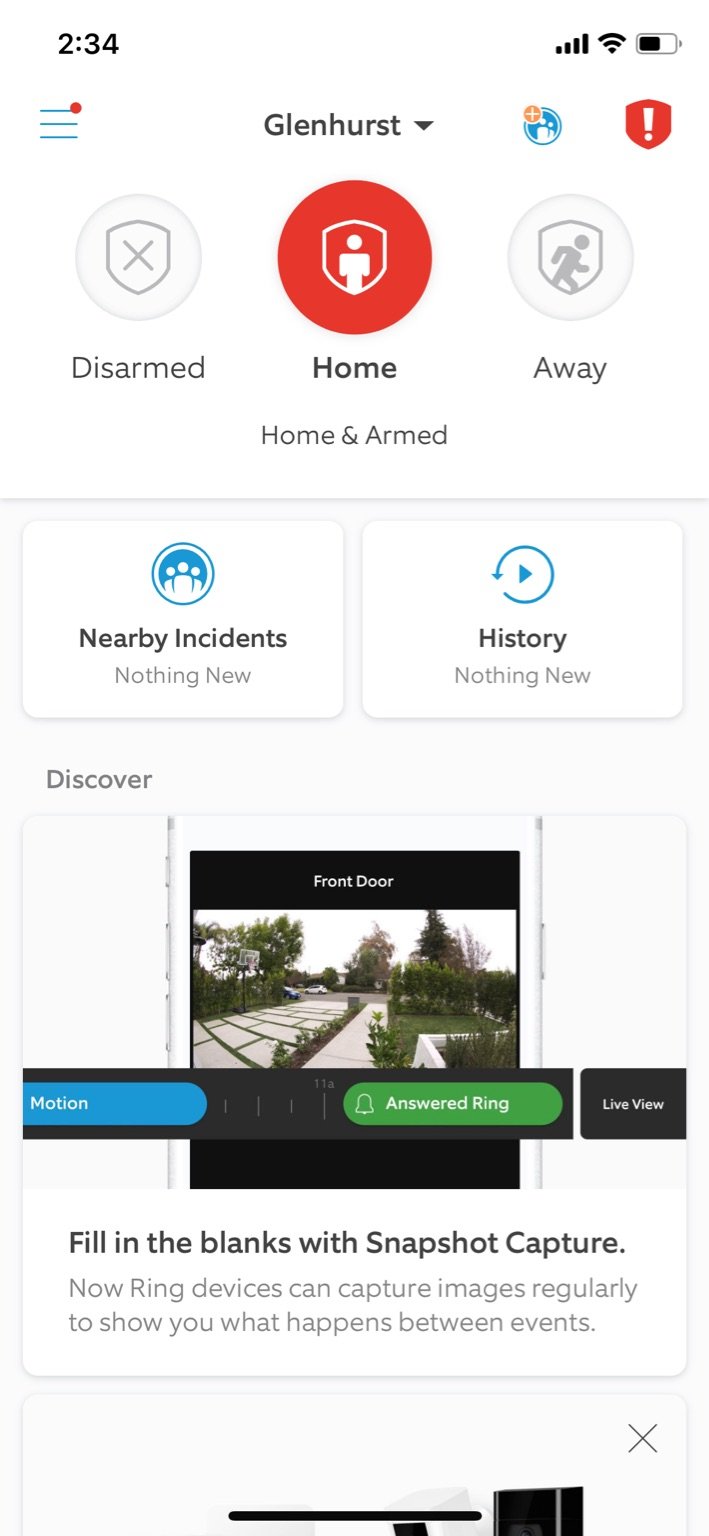 2:34
Glenhurst
Disarmed
Home
Away
Home & Armed
Nearby Incidents
Nothing New
History
Nothing New
Discover
Front Door
11a
Motion
Answered Ring
Live View
Fill in the blanks with Snapshot Capture.
Now Ring devices can capture images regularly
to show you what happens between events.